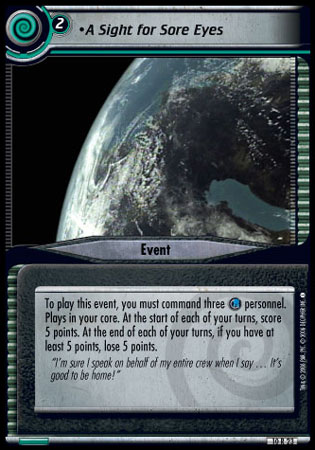 2 •A Sight for Sore Eyes
Event
To play this event, you must command three personnel.
Plays in your core. At the start of each of your turns, score
5 points. At the end of each of your turns, if you have at
least 5 points, lose 5 points.
“I’m sure I speak on behalf of my entire crew when I say … It’s
good to be home!”
10 R 23